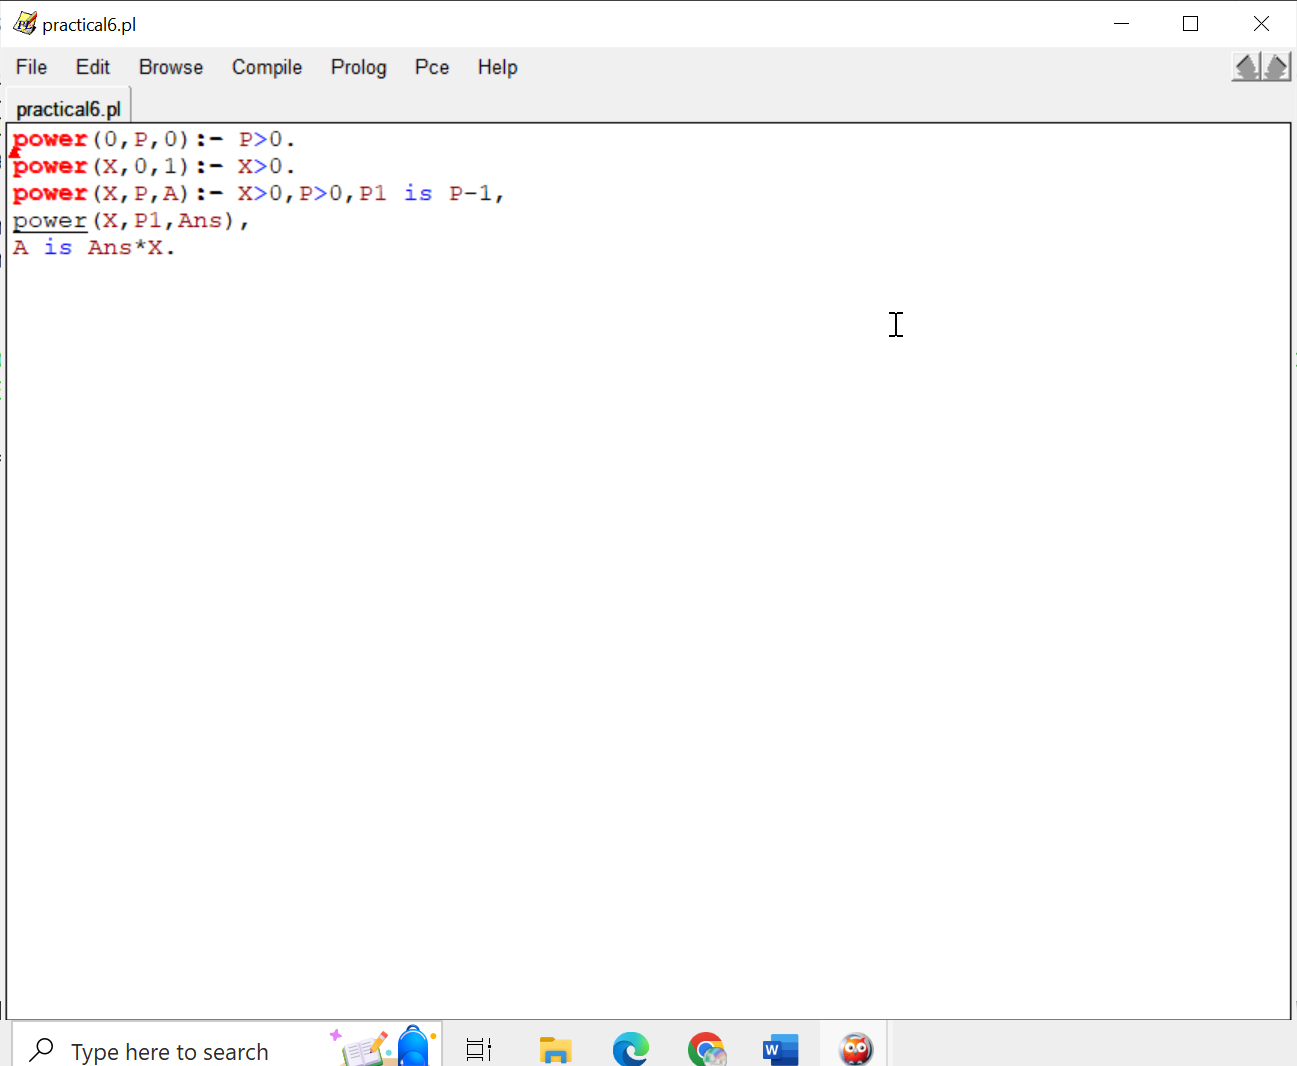 practical6.pl
File Edit Browse Compile Prolog Pce Help
practical6.pl
power(0,P,0):- P>0.
power(X,0,1):- X>0.
power(X,P,A):- X>0,P>0,P1 is P-1,
power(X,P1,Ans),
A is Ans*X.
Type here to search